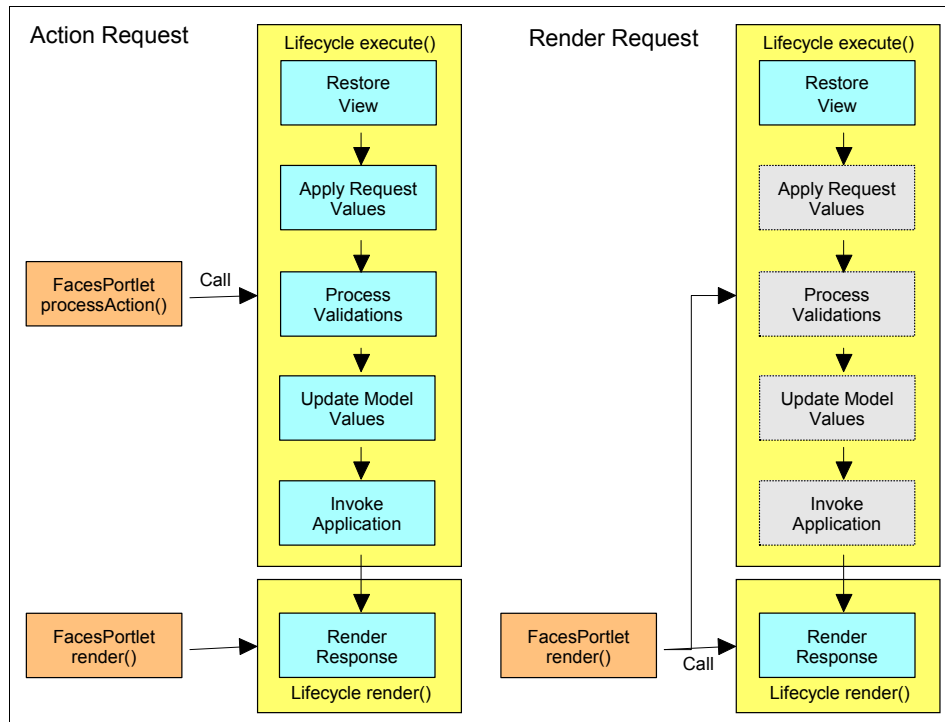 Action Request
Lifecycle execute()
Restore
View
Apply Request
Values
FacesPortlet
processAction()
Call
Process
Validations
Update Model
Values
Invoke
Application
FacesPortlet
render()
Render
Response
Lifecycle render()
Render Request
Lifecycle execute()
Restore
View
Apply Request
Values
Process
Validations
Update Model
Values
Invoke
Application
FacesPortlet
render()
Call
Render
Response
Lifecycle render()